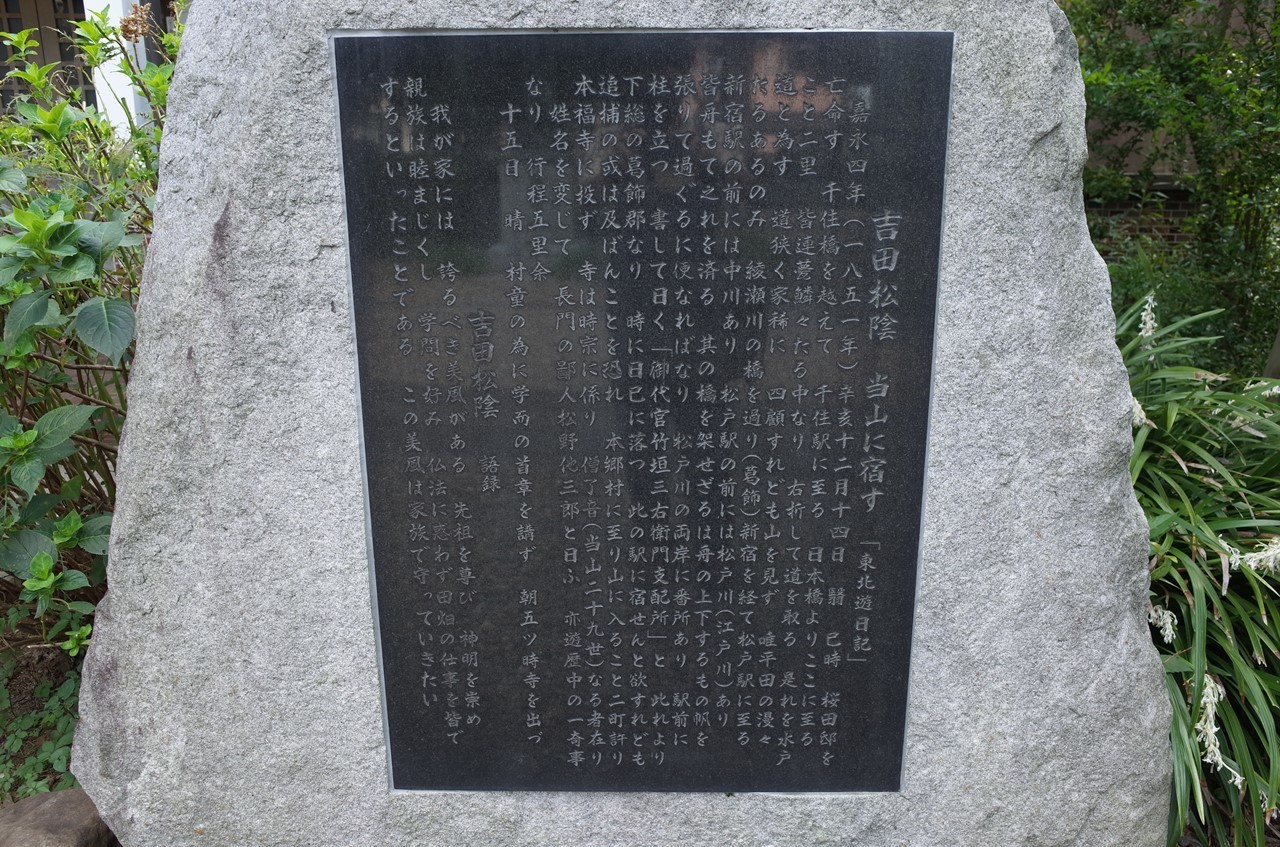 吉田松陰 当山に宿す 「東北遊日記」
嘉永四年(一八五一年)辛亥十二月十四日 翳 已時 桜田邸を
亡命す 千住橋を越えて 千住駅に至る 日本橋よりここに至る
こと二里 皆連甍鱗々たる中なり 右折して道を取る 是れを水戸
道と為す 道狭く家稀に 四顧すれども山を見ず 唯平田の漫々
たるあるのみ 綾瀬川の橋を過り(葛飾)新宿を経て松戸駅に至る
新宿駅の前には中川あり 松戸駅の前には松戸川(江戸川)あり
皆舟もて之れを済る 其の橋を架せざるは舟の上下するもの帆を
張りて過ぐるに便なればなり 松戸川の両岸に番所あり 駅前に
柱を立つ 書して曰く「御代官竹垣三右衛門支配所」と 此れより
下総の葛飾郡なり 時に日已に落つ 此の駅に宿せんと欲すれども
追捕の或は及ばんことを恐れ 本郷村に至り山に入ること二町許り
本福寺に投ず 寺は時宗に係り 僧了音(当山二十九世)なる者在り
姓名を変じて 長門の鄙人松野他三郎と曰ふ 亦遊歴中の一奇事
なり 行程五里余
十五日 晴 村童の為に学而の首章を講ず 朝五ツ時寺を出づ
吉田松陰 語録
我が家には 誇るべき美風がある 先祖を尊び 神明を崇め
親族は睦まじくし 学問を好み 仏法に惑わず田畑の仕事を皆で
するといったことである この美風は家族で守っていきたい